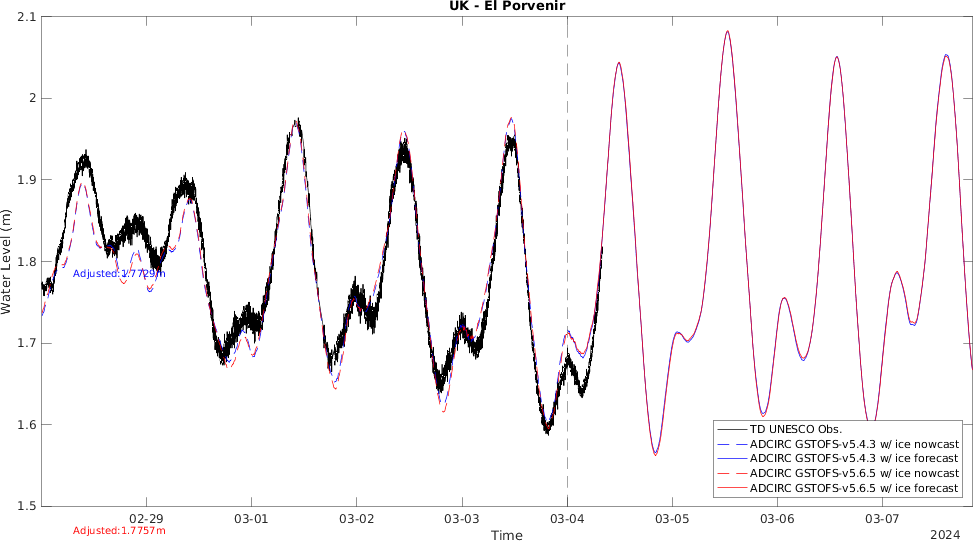 UK - El Porvenir
2.1
2
1.9
1.8
1.7
1.6
1.5
Water Level (m)
Adjusted:1.7729m
TD UNESCO Obs.
ADCIRC GSTOFS-v5.4.3 w/ ice nowcast
ADCIRC GSTOFS-v5.4.3 w/ ice forecast
ADCIRC GSTOFS-v5.6.5 w/ ice nowcast
ADCIRC GSTOFS-v5.6.5 w/ ice forecast
02-29 03-01 03-02 03-03 03-04 03-05 03-06 03-07
Adjusted:1.7757m
Time
2024